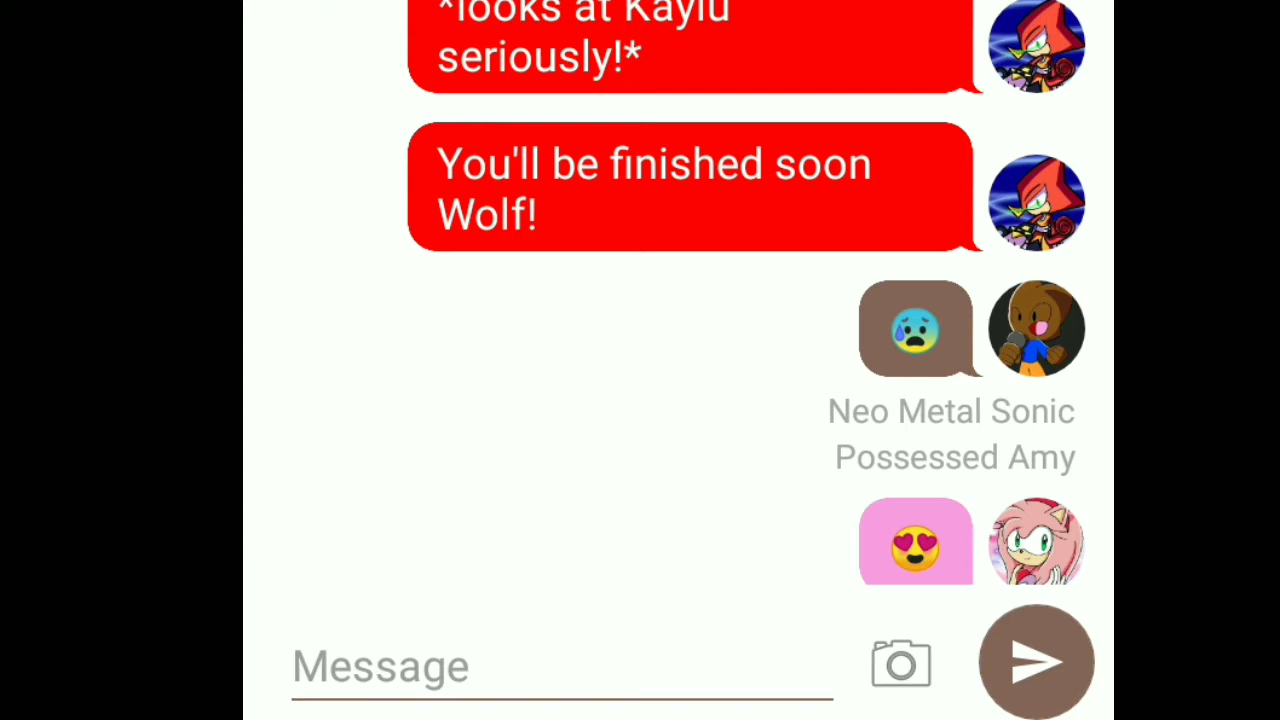 *looks at Kaylu
seriously!*
You'll be finished soon
Wolf!
Neo Metal Sonic
Possessed Amy
Message